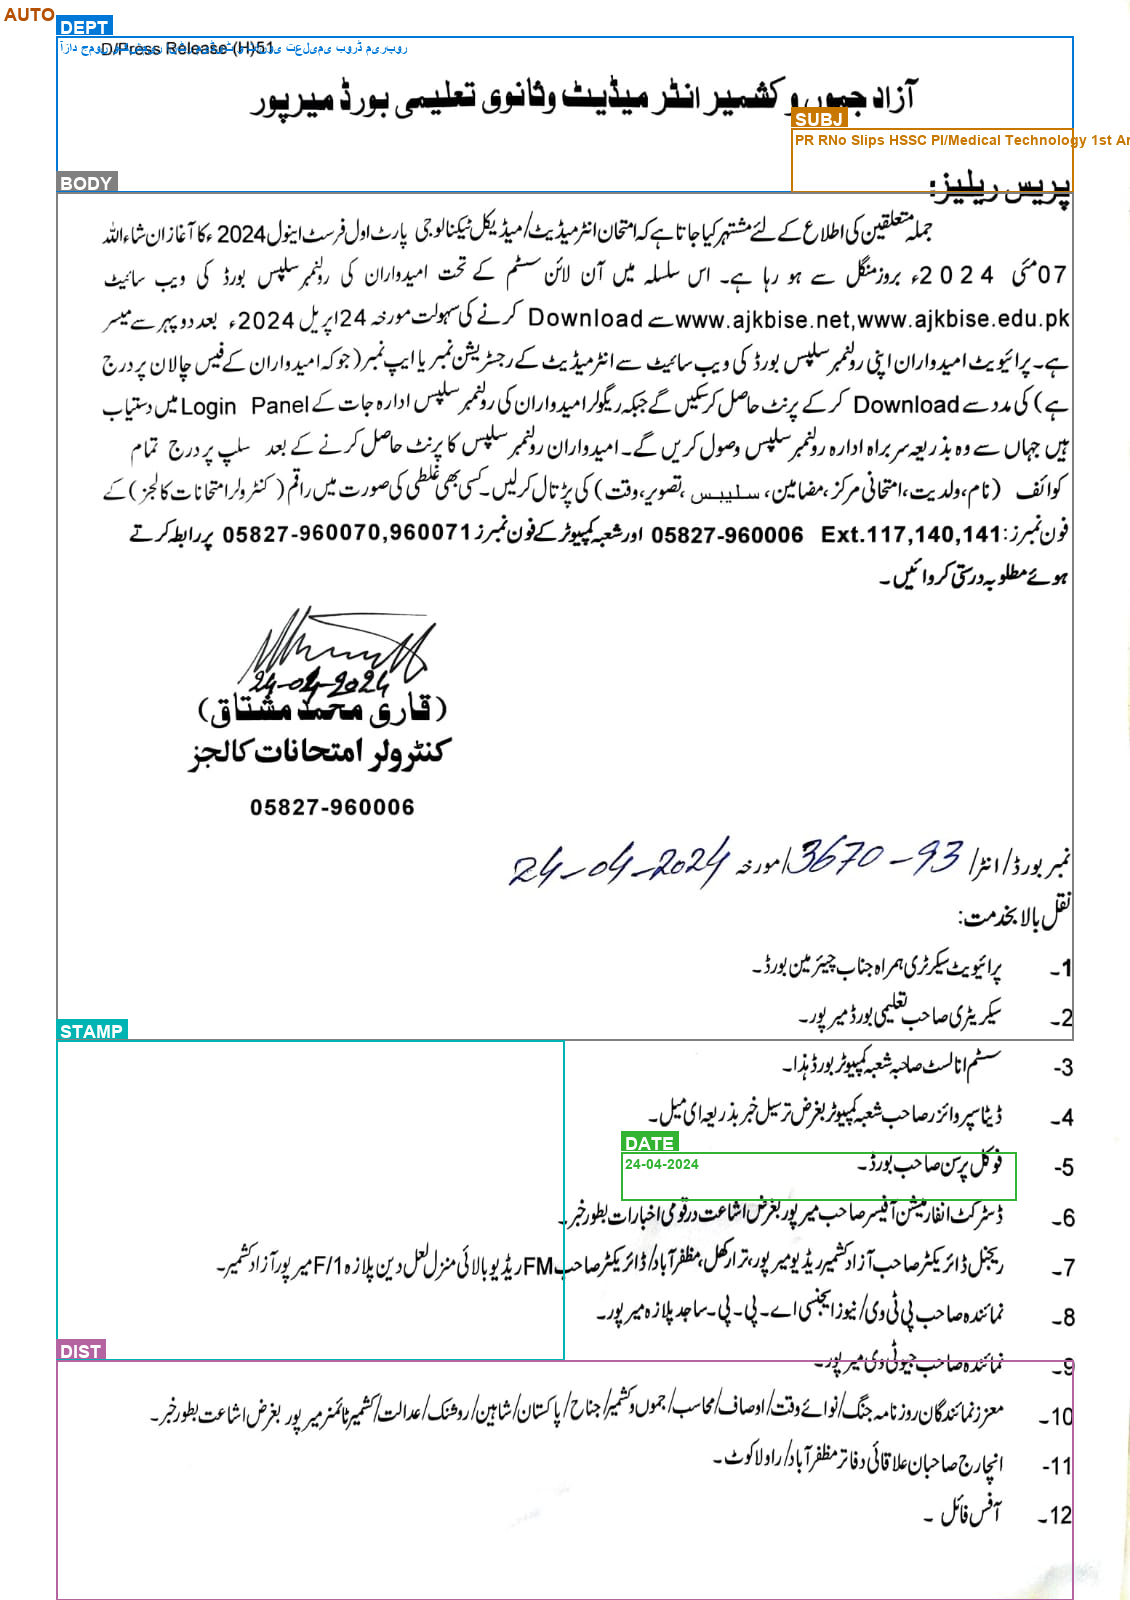 AUTO
DEPT
D/Press Release (H)51
آزاد جموں و کشمیر انٹر میڈیٹ وثانوی تعلیمی بورڈ میرپور
SUBJ
PR RNo Slips HSSC PI/Medical Technology 1st An
BODY
پریس ریلیز:
جملہ متعلقین کی اطلاع کے لئے مشتہر کیا جاتا ہے کہ امتحان انٹرمیڈیٹ/میڈیکل ٹیکنالوجی پارٹ اول فرسٹ اینول 2024ء کا آغاز ان شاء اللہ
07مئی 2024ء بروز منگل سے ہو رہا ہے۔ اس سلسلہ میں آن لائن سسٹم کے تحت امیدواران کی رولنمبر سلپس بورڈ کی ویب سائیٹ
www.ajkbise.net,www.ajkbise.edu.pk سے Download کرنے کی سہولت مورخہ 24اپریل 2024ء بعد دوپہر سے میسر
ہے۔ پرائیویٹ امیدواران اپنی رولنمبر سلپس بورڈ کی ویب سائیٹ سے انٹرمیڈیٹ کے رجسٹریشن نمبر یا ایپ نمبر (جو کہ امیدواران کے فیس چالان پر درج
ہے) کی مدد سے Download کر کے پرنٹ حاصل کر سکیں گے جبکہ ریگولر امیدواران کی رولنمبر سلپس ادارہ جات کے Login Panel میں دستیاب
ہیں جہاں سے وہ بذریعہ سربراہ ادارہ رولنمبر سلپس وصول کریں گے۔ امیدواران رولنمبر سلپس کا پرنٹ حاصل کرنے کے بعد سلپ پر درج تمام
کوائف (نام، ولدیت، امتحانی مرکز، مضامین، سلیبس، تصویر، وقت) کی پڑتال کر لیں۔ کسی بھی غلطی کی صورت میں راقم (کنٹرولر امتحانات کالجز) کے
فون نمبرز: 05827-960006 Ext.117,140,141 اور شعبہ کمپیوٹر کے فون نمبرز 05827-960070,960071 پر رابطہ کرتے
ہوئے مطلوبہ درستی کروائیں۔
24-04-2024
(قاری محمد مشتاق)
کنٹرولر امتحانات کالجز
05827-960006
نمبر بورڈ/انٹر/ 3670-93/مورخہ 24-04-2024
نقل بالا بخدمت:
1۔ پرائیویٹ سیکرٹری ہمراہ جناب چیئرمین بورڈ۔
2۔ سیکریٹری صاحب تعلیمی بورڈ میرپور۔
STAMP
3- سسٹم انالسٹ صاحبہ شعبہ کمپیوٹر بورڈ ہذا۔
4۔ ڈیٹا سپروائزر صاحب شعبہ کمپیوٹر بغرض ترسیل خبر بذریعہ ای میل۔
DATE
24-04-2024
5- فوکل پرسن صاحب بورڈ۔
6۔ ڈسٹرکٹ انفارمیشن آفیسر صاحب میرپور بغرض اشاعت در قومی اخبارات بطور خبر۔
7۔ ریجنل ڈائریکٹر صاحب آزاد کشمیر ریڈیو میرپور، تراڑکھل، مظفرآباد/ڈائریکٹر صاحب FM ریڈیو بالائی منزل لعل دین پلازہ F/1 میرپور آزاد کشمیر۔
8۔ نمائندہ صاحب پی ٹی وی/نیوز ایجنسی اے۔پی۔پی۔ساجد پلازہ میرپور۔
DIST
9۔ نمائندہ صاحب جیو ٹی وی میرپور۔
10۔ معزز نمائندگان روزنامہ جنگ/نوائے وقت/اوصاف/محاسب/جموں و کشمیر/جناح/پاکستان/شاہین/روشنک/عدالت/کشمیر ٹائمز میرپور بغرض اشاعت بطور خبر۔
11- انچارج صاحبان علاقائی دفاتر مظفرآباد/راولاکوٹ۔
12۔ آفس فائل۔